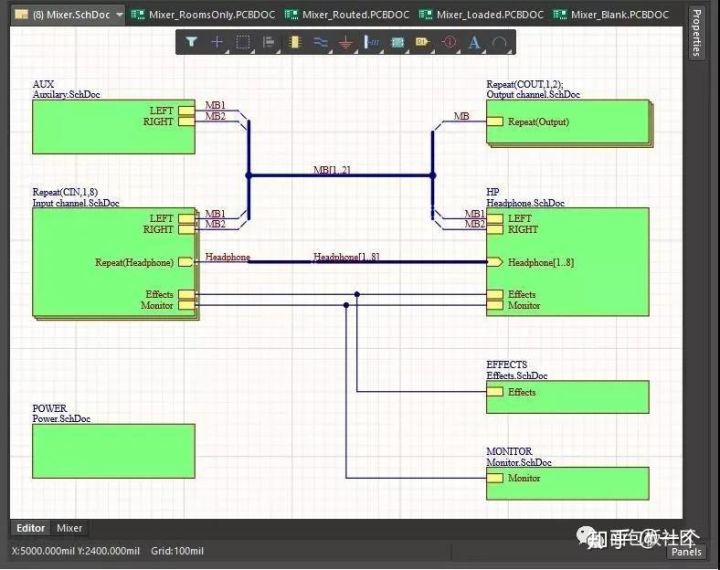 (8) Mixer.SchDoc Mixer_RoomsOnly.PCBDOC Mixer_Routed.PCBDOC Mixer_Loaded.PCBDOC Mixer_Blank.PCBDOC
Properties
AUX
Auxilary.SchDoc
LEFT MB1
RIGHT MB2
Repeat(COUT,1,2);
Output channel.SchDoc
MB Repeat(Output)
MB[1..2]
Repeat(CIN,1,8)
Input channel.SchDoc
LEFT MB1
RIGHT MB2
Repeat(Headphone) Headphone Headphone[1..8]
Effects
Monitor
HP
Headphone.SchDoc
MB1 LEFT
MB2 RIGHT
Headphone[1..8]
Effects
Monitor
EFFECTS
Effects.SchDoc
Effects
POWER
Power.SchDoc
MONITOR
Monitor.SchDoc
Monitor
Editor Mixer
X:5000.000mil Y:2400.000mil Grid:100mil
Panels
知乎